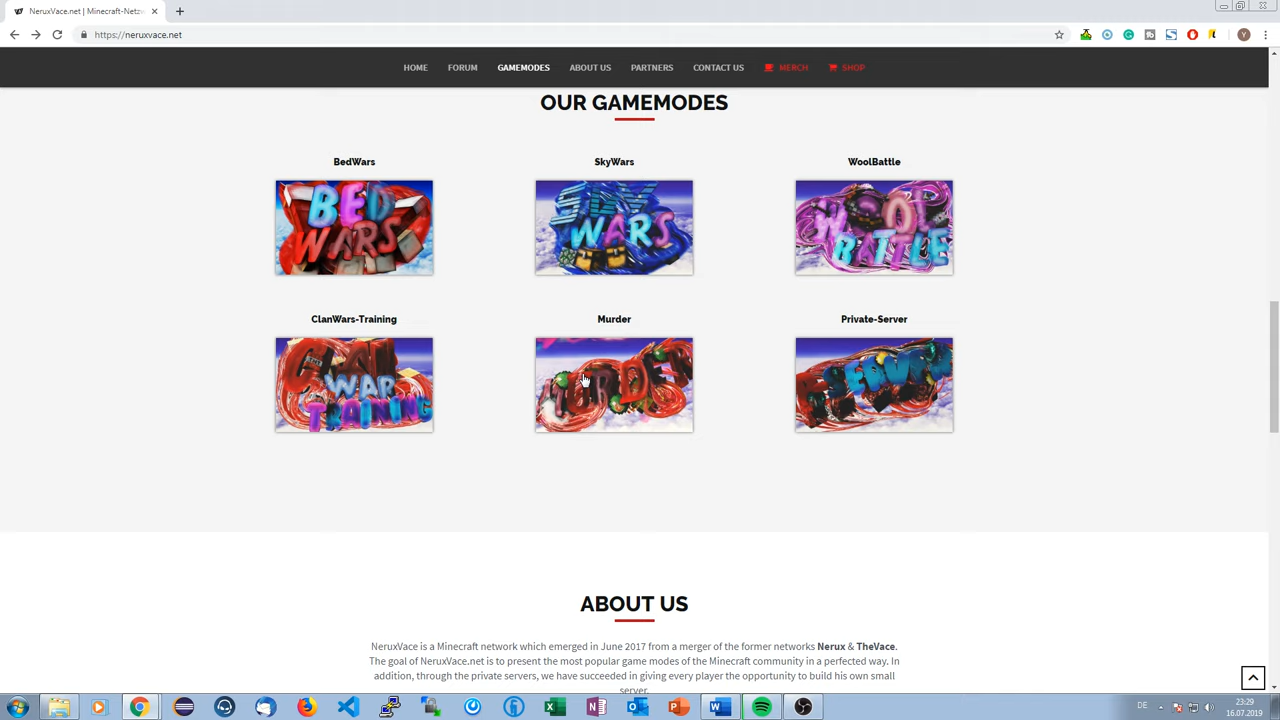 NeruxVace.net | Minecraft-Netzw
https://neruxvace.net
HOME FORUM GAMEMODES ABOUT US PARTNERS CONTACT US MERCH SHOP
OUR GAMEMODES
BedWars SkyWars WoolBattle
BED WARS
SKY WARS
WOOL BATTLE
ClanWars-Training Murder Private-Server
CLAN WAR TRAINING
MURDER
ABOUT US
NeruxVace is a Minecraft network which emerged in June 2017 from a merger of the former networks Nerux & TheVace.
The goal of NeruxVace.net is to present the most popular game modes of the Minecraft community in a perfected way. In
addition, through the private servers, we have succeeded in giving every player the opportunity to build his own small
server.
DE
23:29
16.07.2019